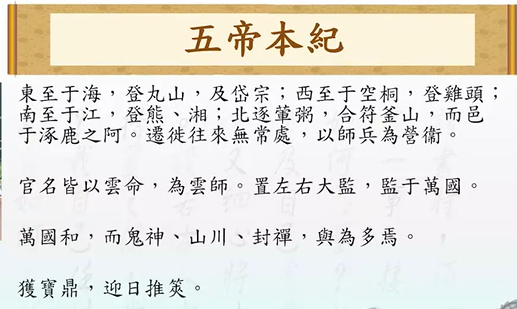 五帝本紀
東至于海，登丸山，及岱宗；西至于空桐，登雞頭；
南至于江，登熊、湘；北逐葷粥，合符釜山，而邑
于涿鹿之阿。遷徙往來無常處，以師兵為營衞。
官名皆以雲命，為雲師。置左右大監，監于萬國。
萬國和，而鬼神、山川、封禪，與為多焉。
獲寶鼎，迎日推筴。